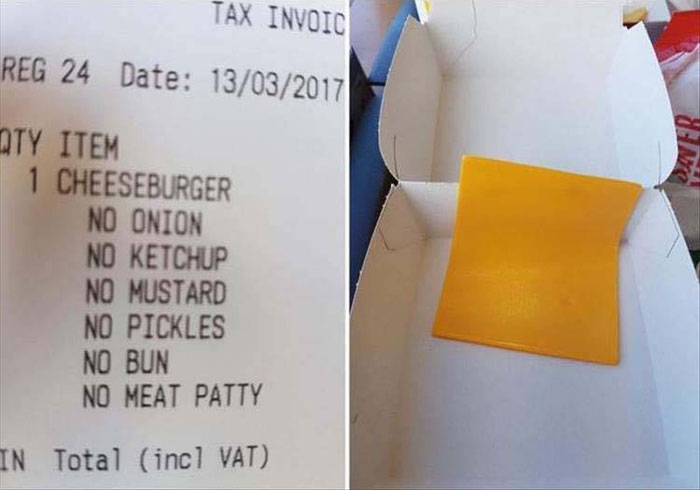 TAX INVOIC
REG 24 Date: 13/03/2017
QTY ITEM
1 CHEESEBURGER
NO ONION
NO KETCHUP
NO MUSTARD
NO PICKLES
NO BUN
NO MEAT PATTY
IN Total (incl VAT)